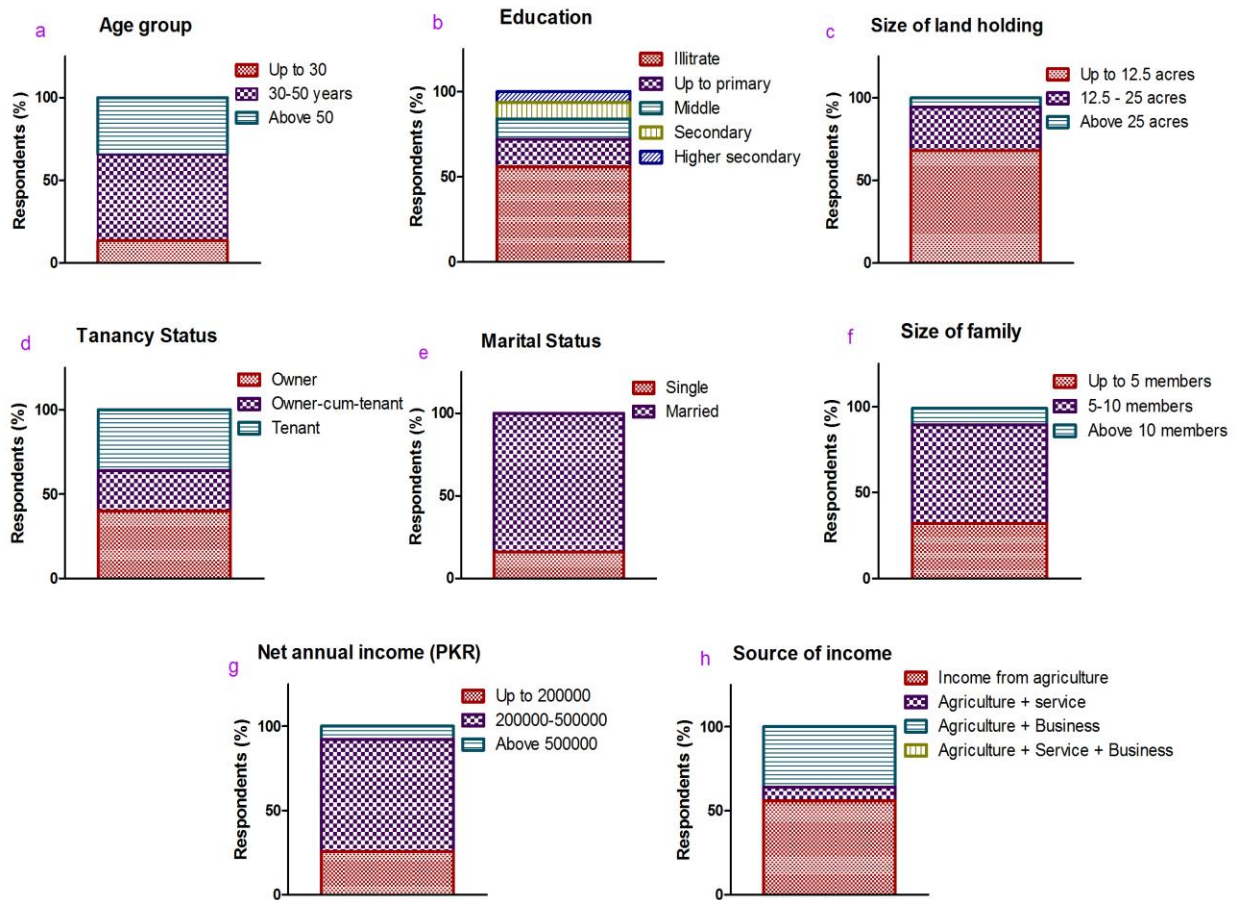 a
Age group
Respondents (%)
100
50
0
Up to 30
30-50 years
Above 50
b
Education
Respondents (%)
100
50
0
Illitrate
Up to primary
Middle
Secondary
Higher secondary
c
Size of land holding
Respondents (%)
100
50
0
Up to 12.5 acres
12.5 - 25 acres
Above 25 acres
d
Tanancy Status
Respondents (%)
100
50
0
Owner
Owner-cum-tenant
Tenant
e
Marital Status
Respondents (%)
100
50
0
Single
Married
f
Size of family
Respondents (%)
100
50
0
Up to 5 members
5-10 members
Above 10 members
g
Net annual income (PKR)
Respondents (%)
100
50
0
Up to 200000
200000-500000
Above 500000
h
Source of income
Respondents (%)
100
50
0
Income from agriculture
Agriculture + service
Agriculture + Business
Agriculture + Service + Business